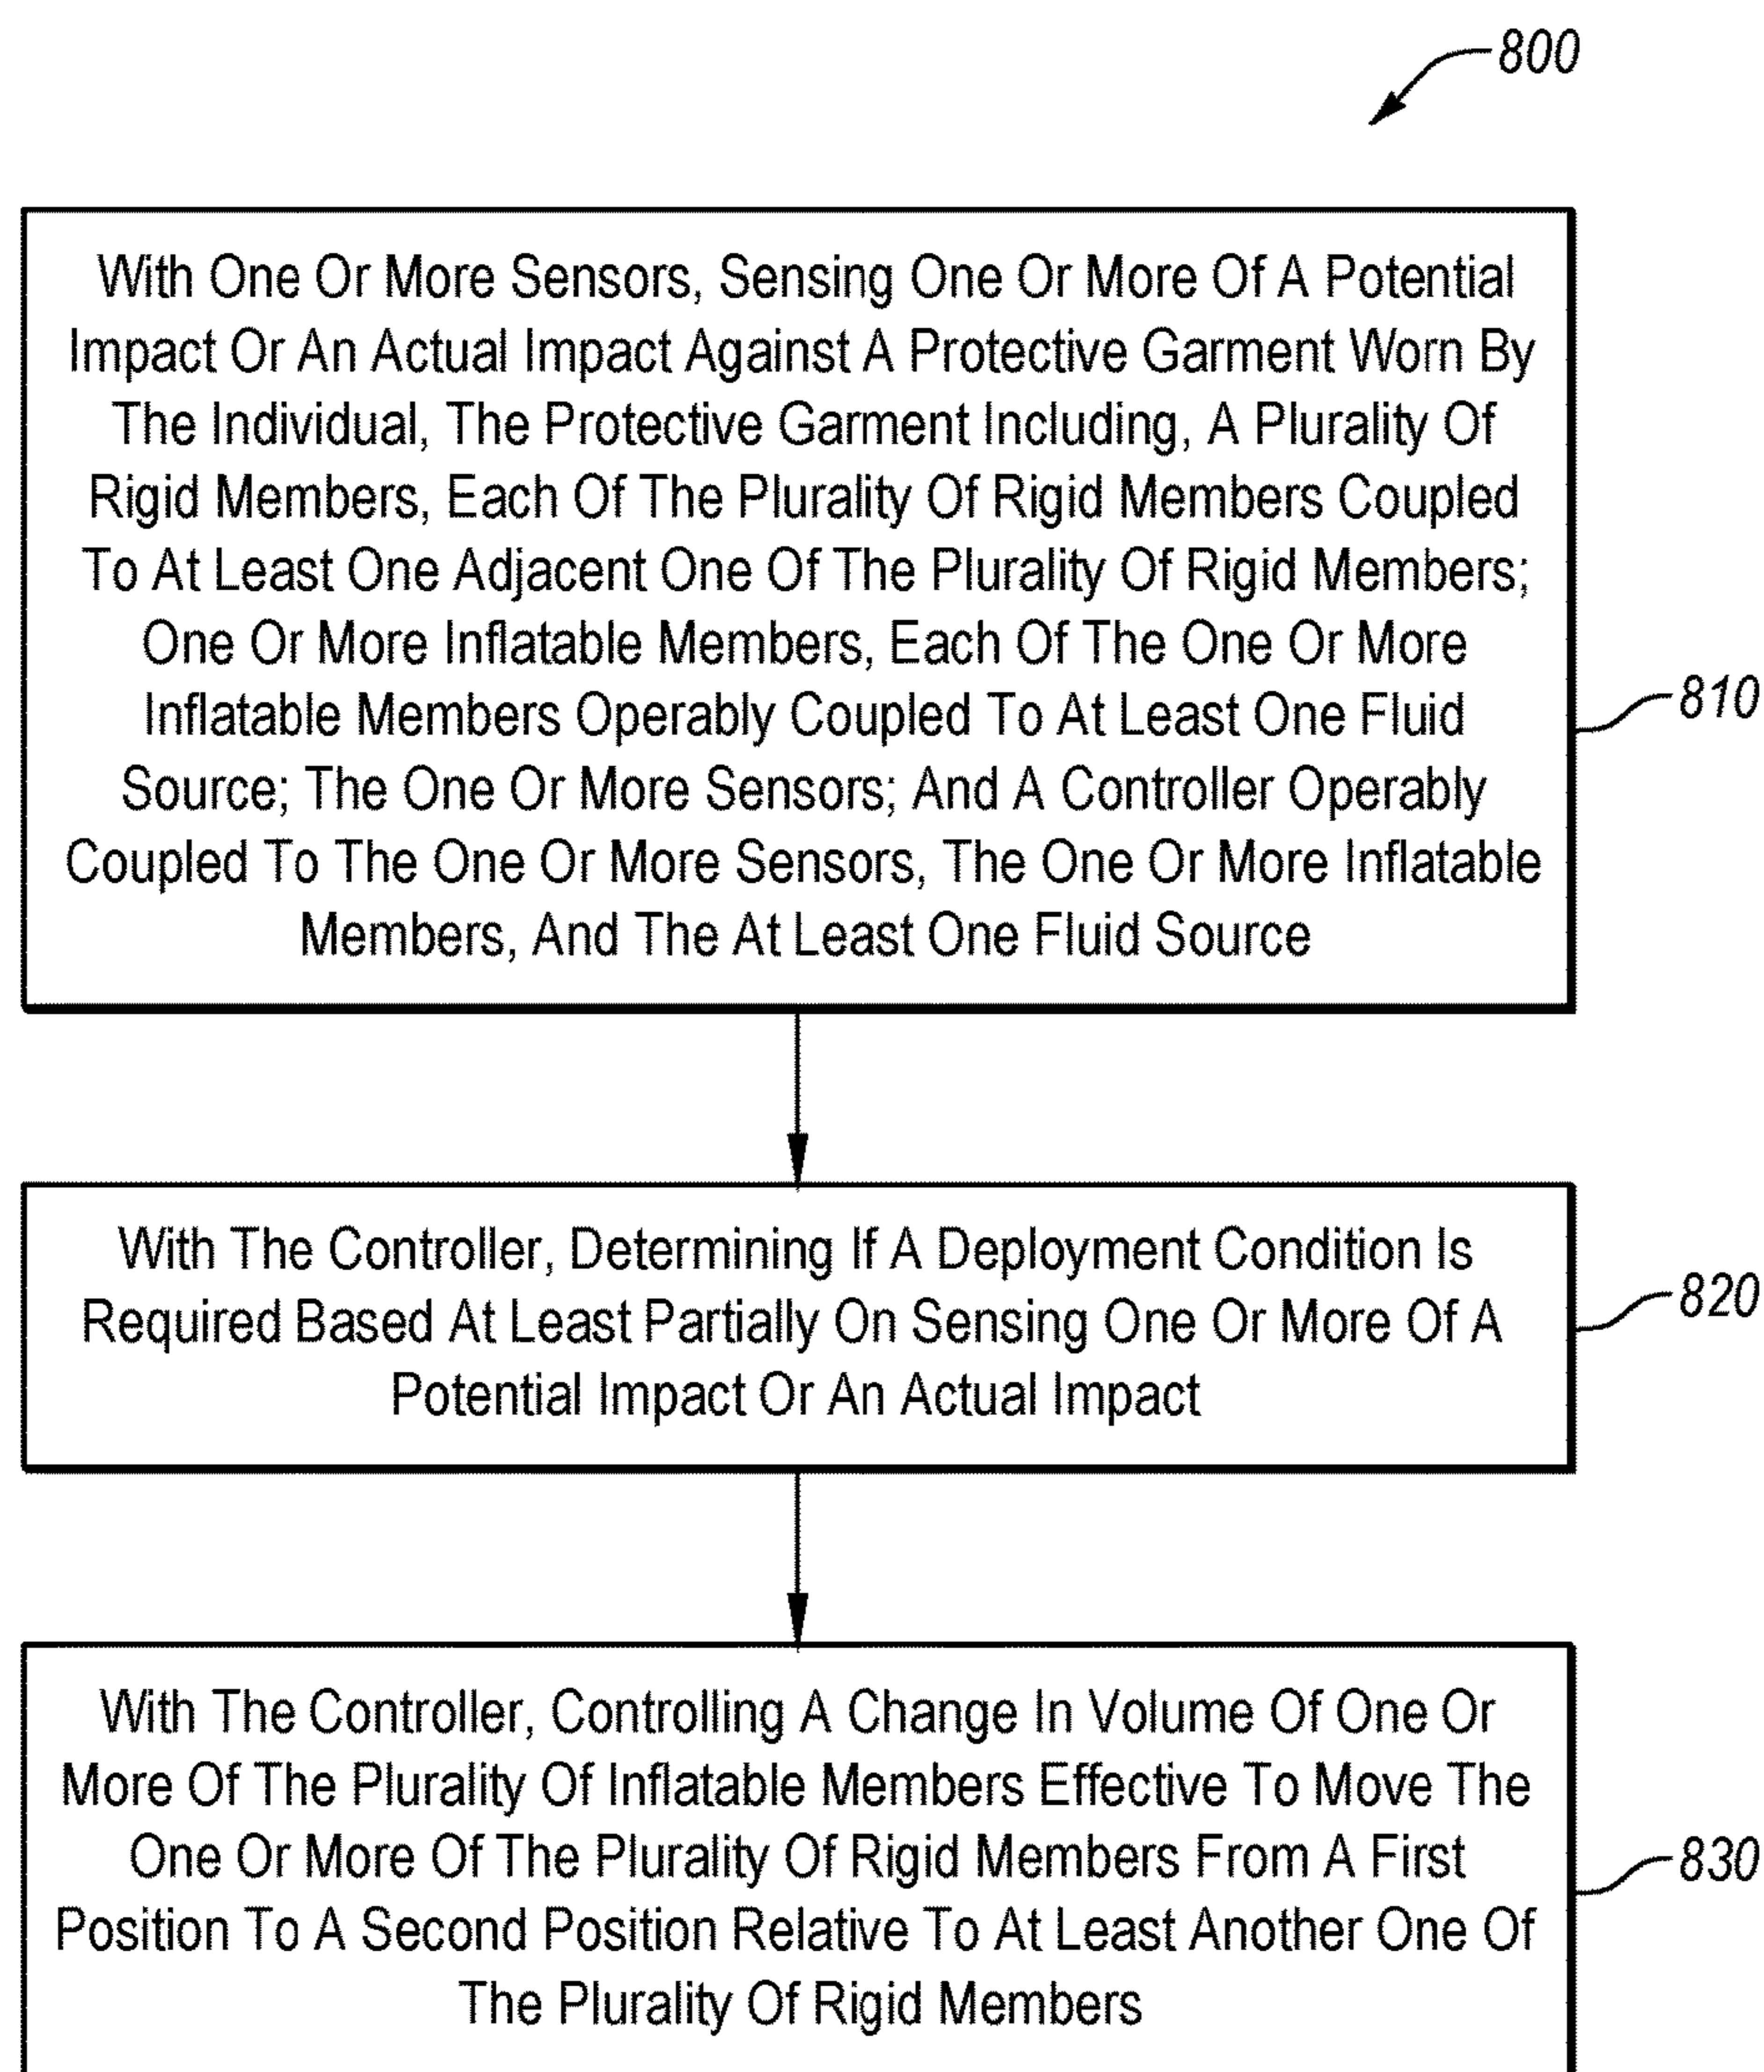 800
With One Or More Sensors, Sensing One Or More Of A Potential
Impact Or An Actual Impact Against A Protective Garment Worn By
The Individual, The Protective Garment Including, A Plurality Of
Rigid Members, Each Of The Plurality Of Rigid Members Coupled
To At Least One Adjacent One Of The Plurality Of Rigid Members;
One Or More Inflatable Members, Each Of The One Or More
Inflatable Members Operably Coupled To At Least One Fluid
Source; The One Or More Sensors; And A Controller Operably
Coupled To The One Or More Sensors, The One Or More Inflatable
Members, And The At Least One Fluid Source
810
With The Controller, Determining If A Deployment Condition Is
Required Based At Least Partially On Sensing One Or More Of A
Potential Impact Or An Actual Impact
820
With The Controller, Controlling A Change In Volume Of One Or
More Of The Plurality Of Inflatable Members Effective To Move The
One Or More Of The Plurality Of Rigid Members From A First
Position To A Second Position Relative To At Least Another One Of
The Plurality Of Rigid Members
830